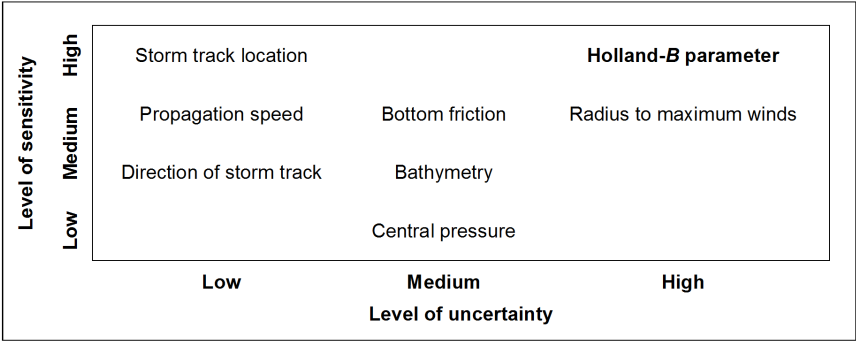 Level of sensitivity
High
Medium
Low
Storm track location
Holland-B parameter
Propagation speed
Bottom friction
Radius to maximum winds
Direction of storm track
Bathymetry
Central pressure
Low
Medium
High
Level of uncertainty